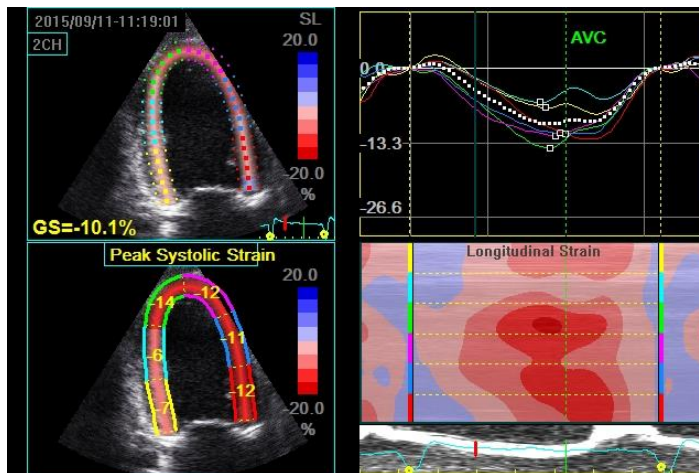 2015/09/11-11:19:01
SL
2CH
20.0
-20.0
%
GS=-10.1%
AVC
0.0
-13.3
-26.6
Peak Systolic Strain
20.0
-20.0
%
-14
-12
-6
-11
-7
-12
Longitudinal Strain